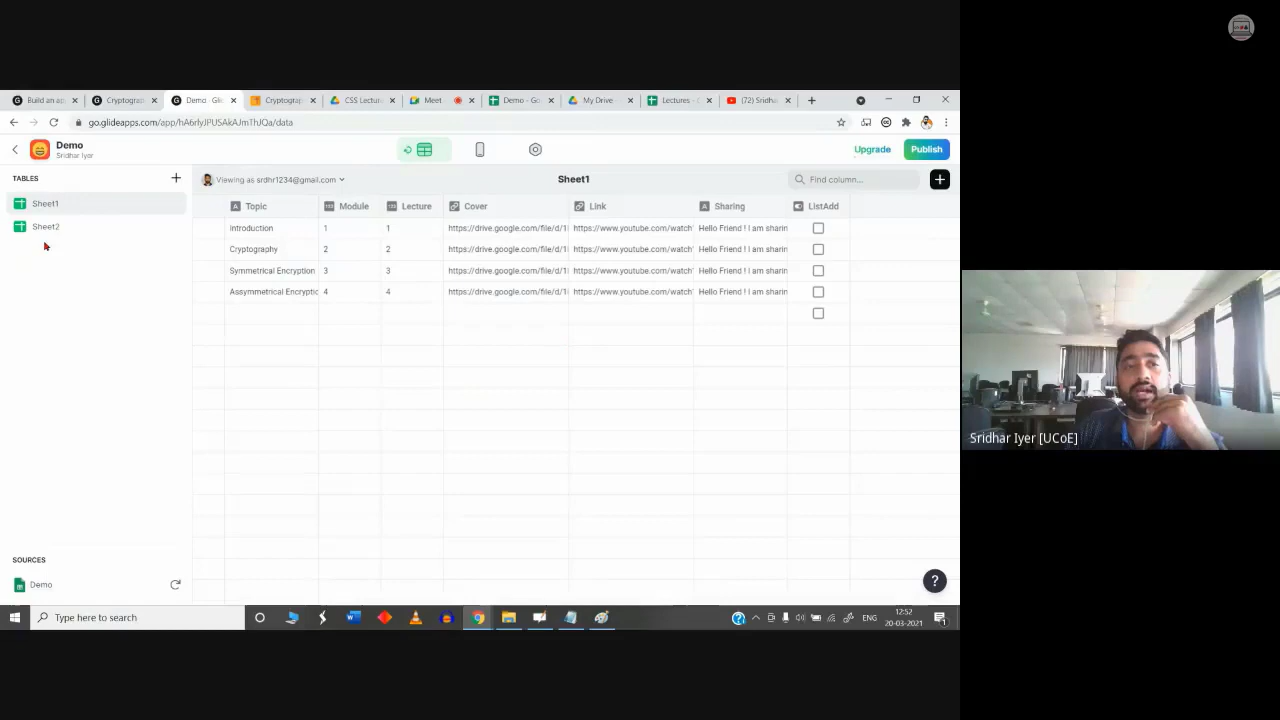 Build an ap
Cryptograph
Demo - Gli
Cryptograp
CSS Lecture
Meet
Demo - Go
My Drive -
Lectures -
(72) Sridha
go.glideapps.com/app/hA6rlyJPUSAkAJmThJQa/data
Demo
Sridhar Iyer
Upgrade
Publish
TABLES
Viewing as srdhr1234@gmail.com
Sheet1
Find column...
Sheet1
Sheet2
Topic Module Lecture Cover Link Sharing ListAdd
Introduction 1 1 https://drive.google.com/file/d/1 https://www.youtube.com/watch Hello Friend ! I am sharin
Cryptography 2 2 https://drive.google.com/file/d/1 https://www.youtube.com/watch Hello Friend ! I am sharin
Symmetrical Encryption 3 3 https://drive.google.com/file/d/1 https://www.youtube.com/watch Hello Friend ! I am sharin
Assymmetrical Encryptic 4 4 https://drive.google.com/file/d/1 https://www.youtube.com/watch Hello Friend ! I am sharin
Sridhar Iyer [UCoE]
SOURCES
Demo
?
Type here to search
ENG
12:52
20-03-2021